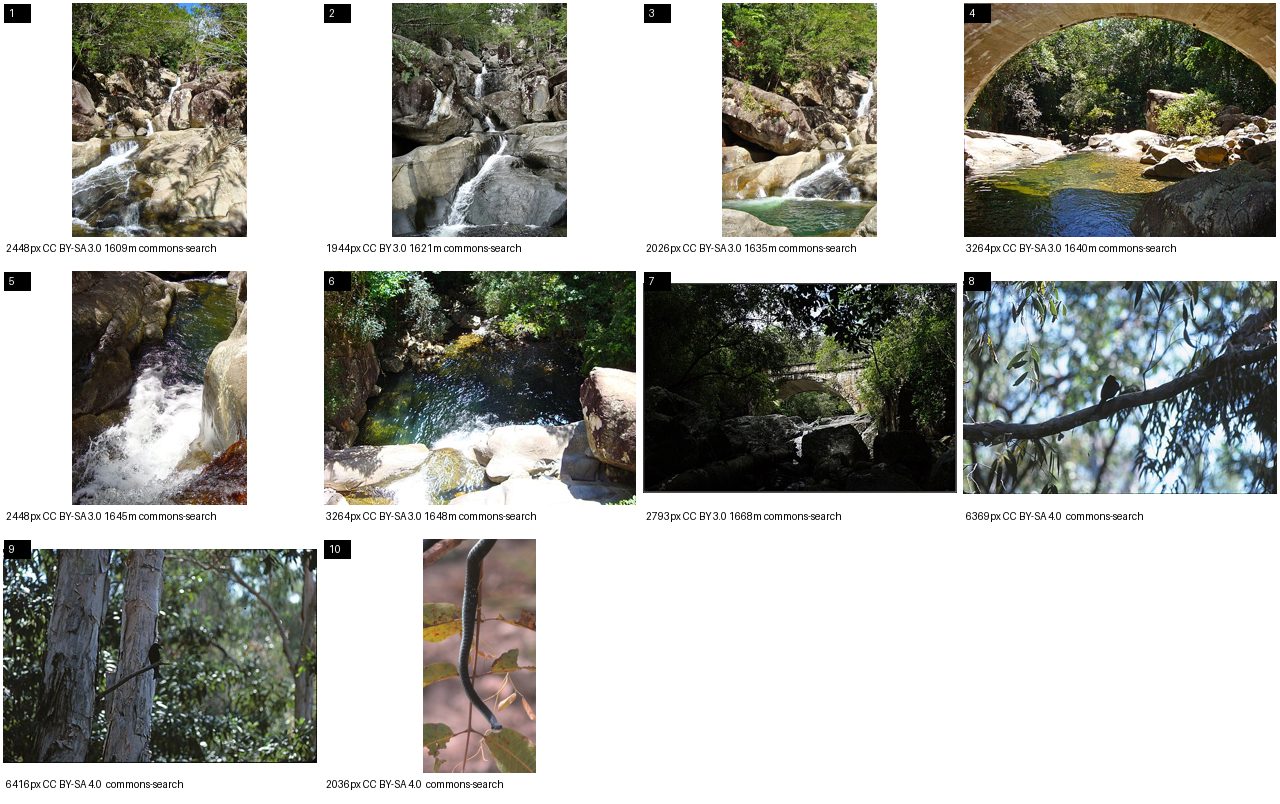 1
2
3
4
2448px CC BY-SA 3.0 1609m commons-search
1944px CC BY 3.0 1621m commons-search
2026px CC BY-SA 3.0 1635m commons-search
3264px CC BY-SA 3.0 1640m commons-search
5
6
7
8
2448px CC BY-SA 3.0 1645m commons-search
3264px CC BY-SA 3.0 1648m commons-search
2793px CC BY 3.0 1668m commons-search
6369px CC BY-SA 4.0 commons-search
9
10
6416px CC BY-SA 4.0 commons-search
2036px CC BY-SA 4.0 commons-search